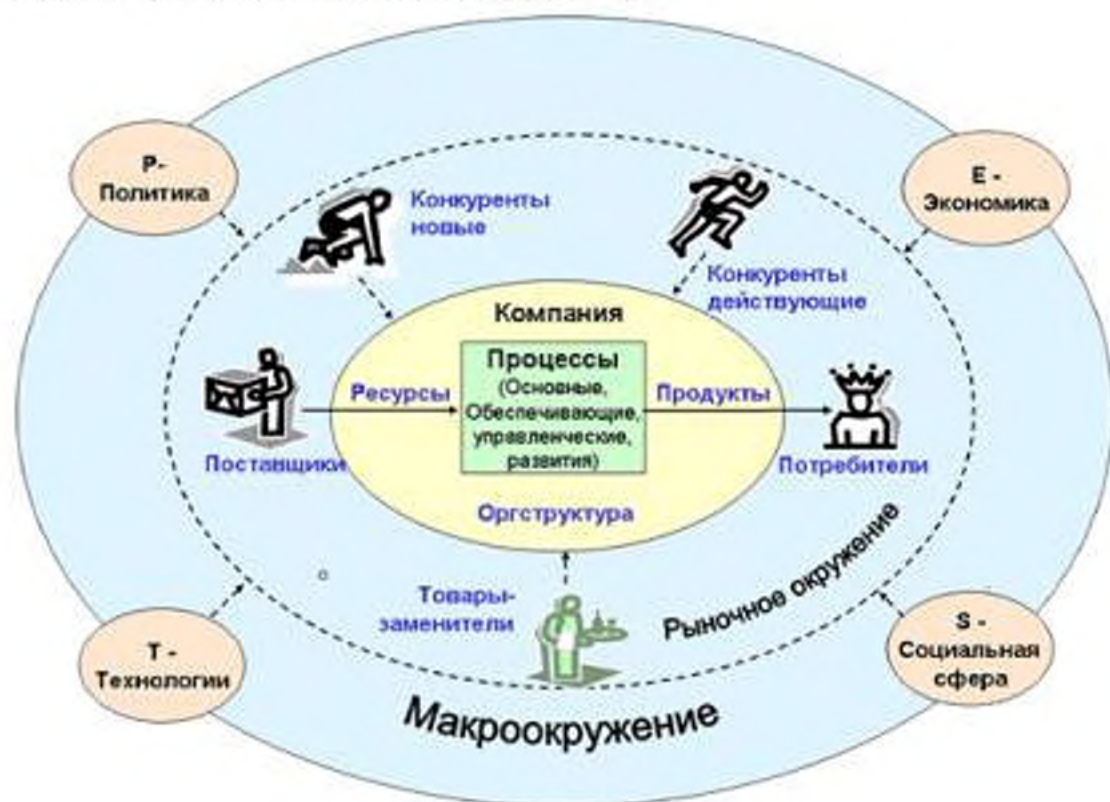 P-
Политика
E -
Экономика
Конкуренты
новые
Конкуренты
действующие
Компания
Процессы
(Основные,
Обеспечивающие,
управленческие,
развития)
Ресурсы
Продукты
Поставщики
Потребители
Оргструктура
Товары-
заменители
Рыночное окружение
T -
Технологии
S -
Социальная
сфера
Макроокружение